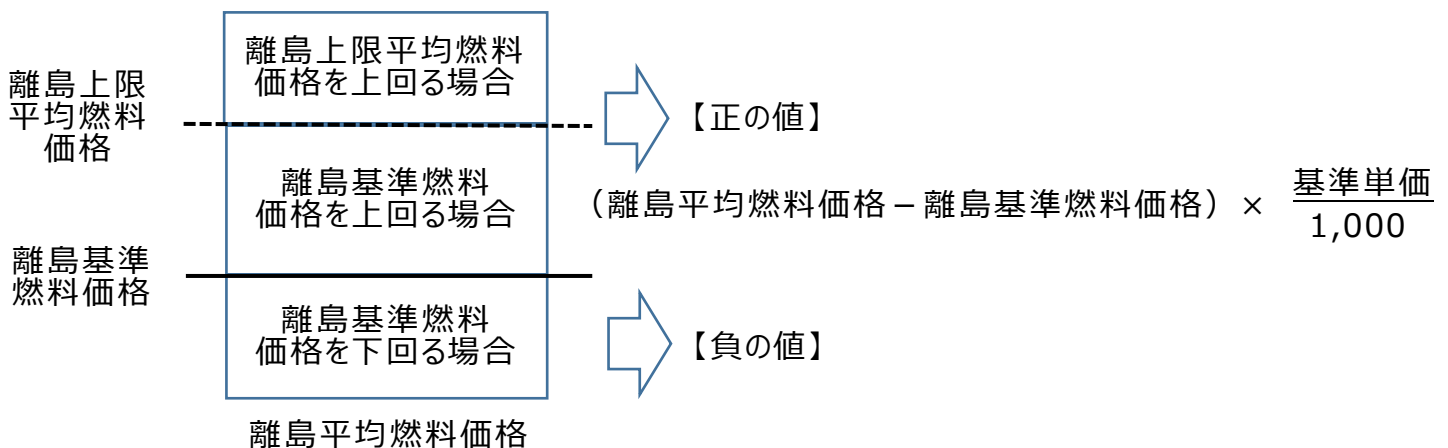 離島上限平均燃料
価格を上回る場合
離島上限
平均燃料
価格
【正の値】
離島基準燃料
価格を上回る場合
（離島平均燃料価格－離島基準燃料価格）×
基準単価
1,000
離島基準
燃料価格
離島基準燃料
価格を下回る場合
【負の値】
離島平均燃料価格